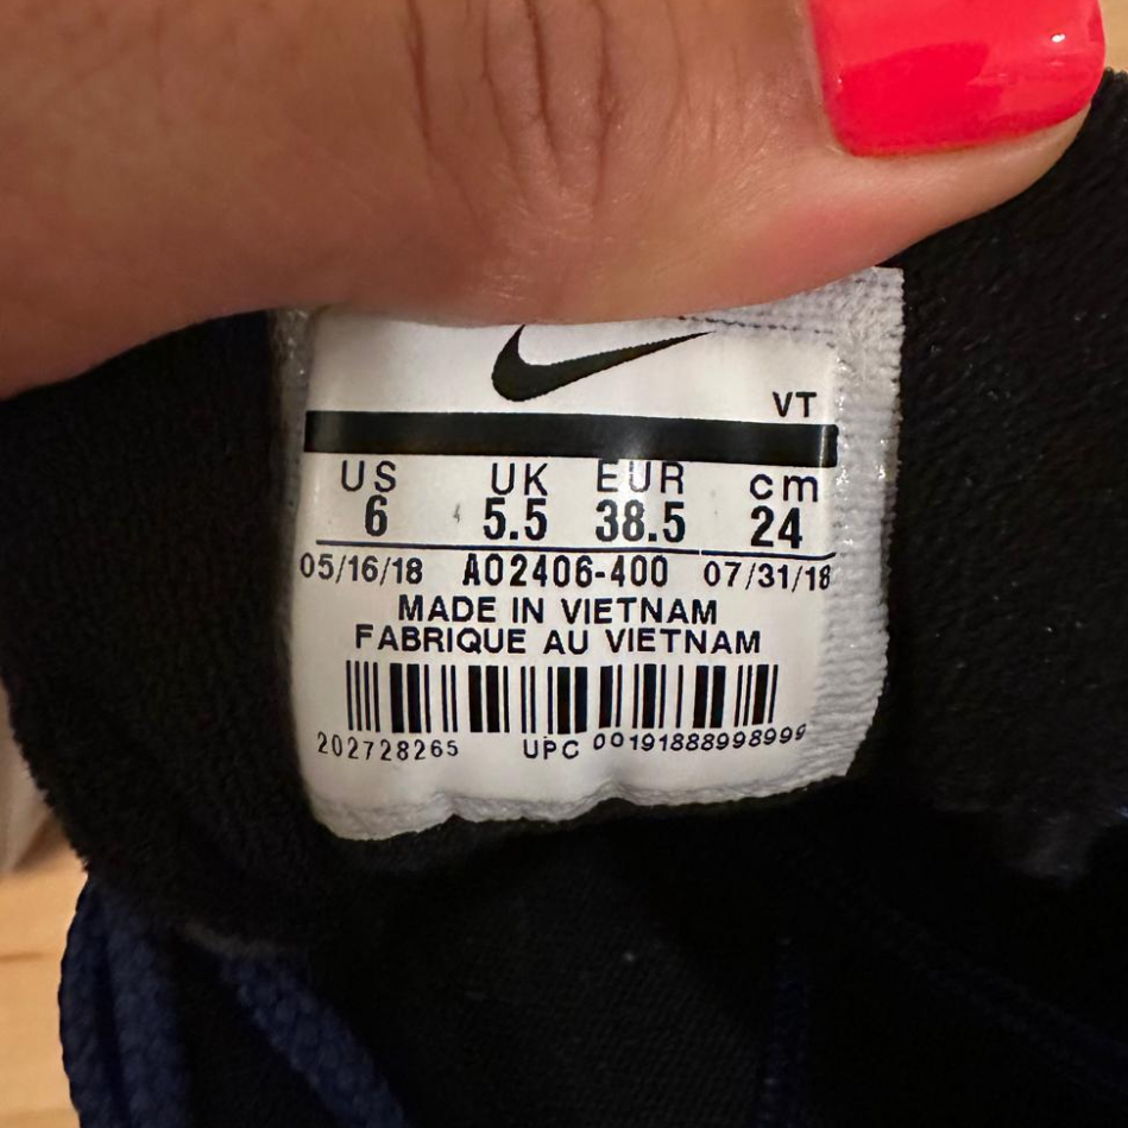 VT
US UK EUR cm
6 5.5 38.5 24
05/16/18 AO2406-400 07/31/18
MADE IN VIETNAM
FABRIQUE AU VIETNAM
202728265 UPC 00191888998999